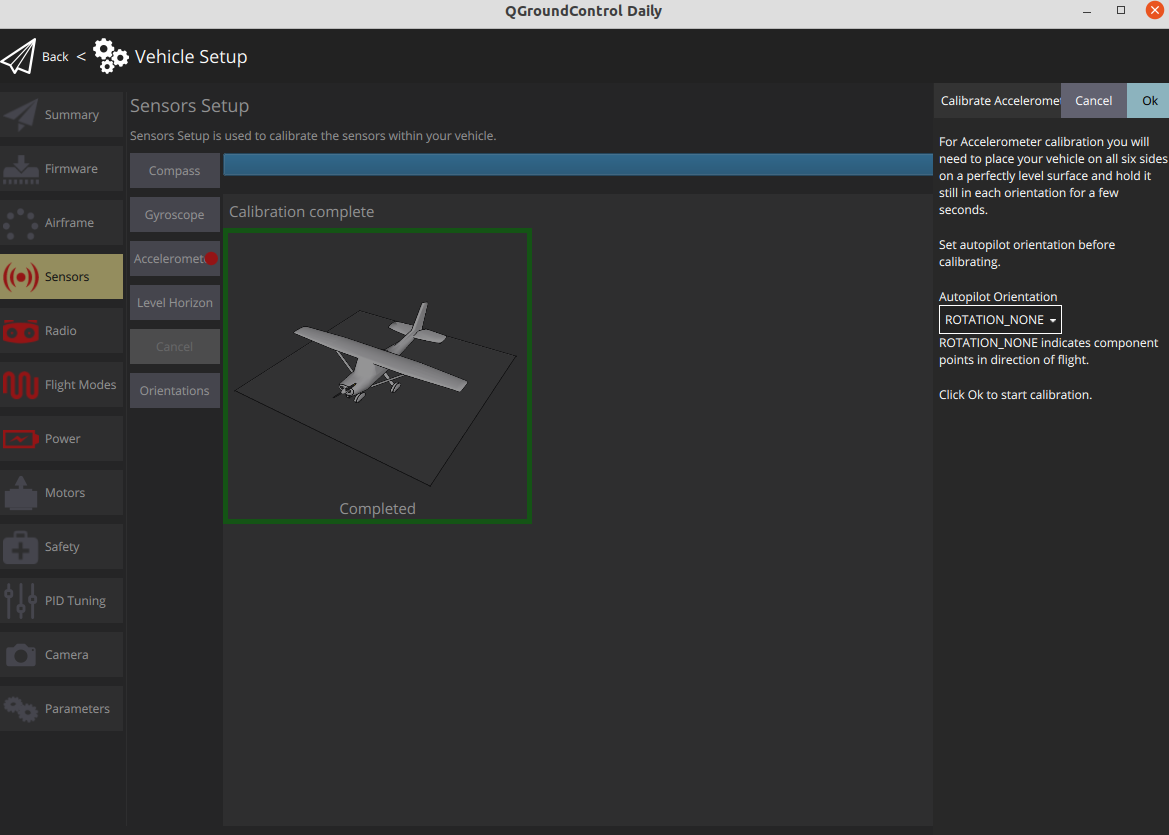 QGroundControl Daily
Back < Vehicle Setup
Summary
Firmware
Airframe
Sensors
Radio
Flight Modes
Power
Motors
Safety
PID Tuning
Camera
Parameters
Sensors Setup
Sensors Setup is used to calibrate the sensors within your vehicle.
Compass
Gyroscope
Acceleromet
Level Horizon
Cancel
Orientations
Calibration complete
Completed
Calibrate Acceleromet
Cancel
Ok
For Accelerometer calibration you will
need to place your vehicle on all six sides
on a perfectly level surface and hold it
still in each orientation for a few
seconds.
Set autopilot orientation before
calibrating.
Autopilot Orientation
ROTATION_NONE
ROTATION_NONE indicates component
points in direction of flight.
Click Ok to start calibration.